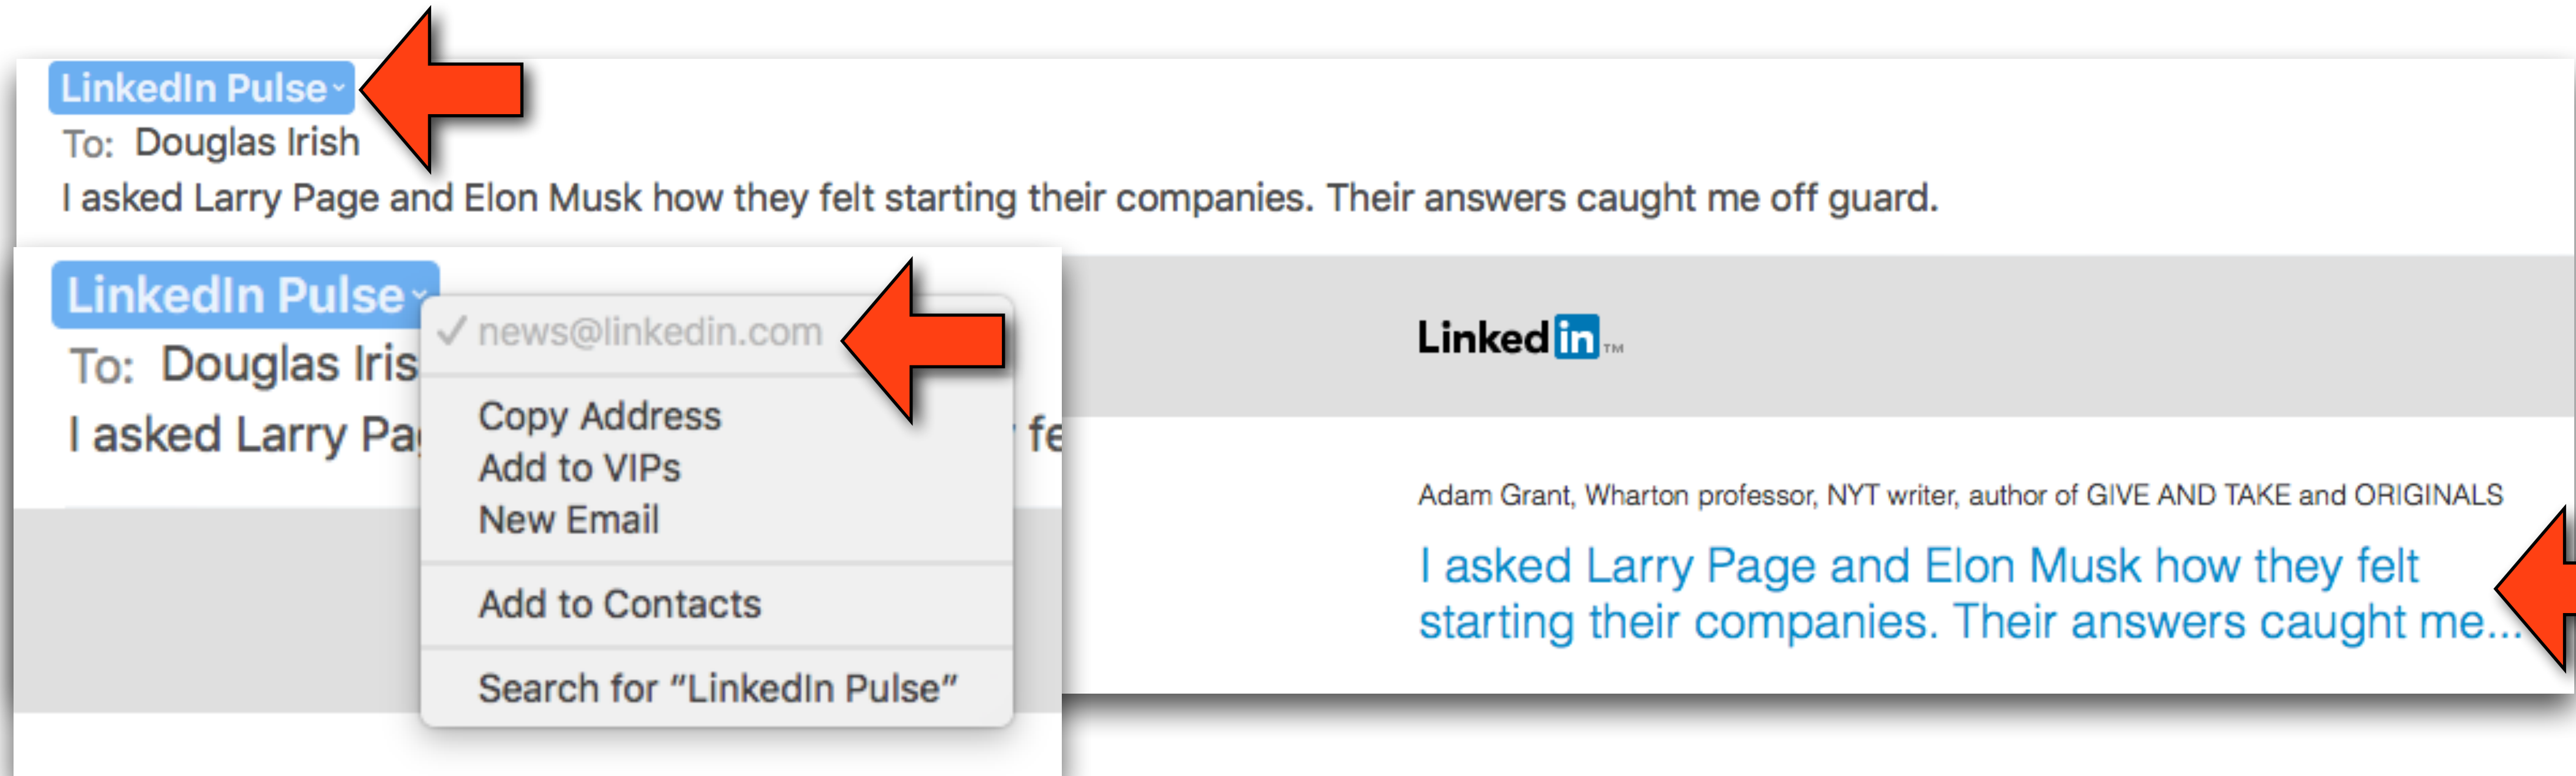 LinkedIn Pulse
To: Douglas Irish
I asked Larry Page and Elon Musk how they felt starting their companies. Their answers caught me off guard.
LinkedIn Pulse
To: Douglas Iris
I asked Larry Pa
fe
✓ news@linkedin.com
Copy Address
Add to VIPs
New Email
Add to Contacts
Search for “LinkedIn Pulse”
Linked in TM
Adam Grant, Wharton professor, NYT writer, author of GIVE AND TAKE and ORIGINALS
I asked Larry Page and Elon Musk how they felt
starting their companies. Their answers caught me...